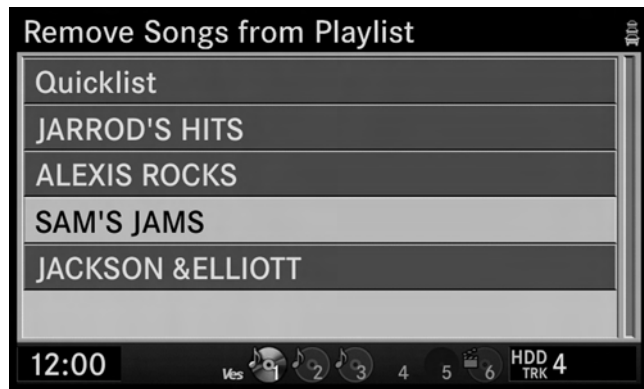 Remove Songs from Playlist
Quicklist
JARROD'S HITS
ALEXIS ROCKS
SAM'S JAMS
JACKSON &ELLIOTT
12:00 Ves 1 2 3 4 5 6 HDD TRK 4